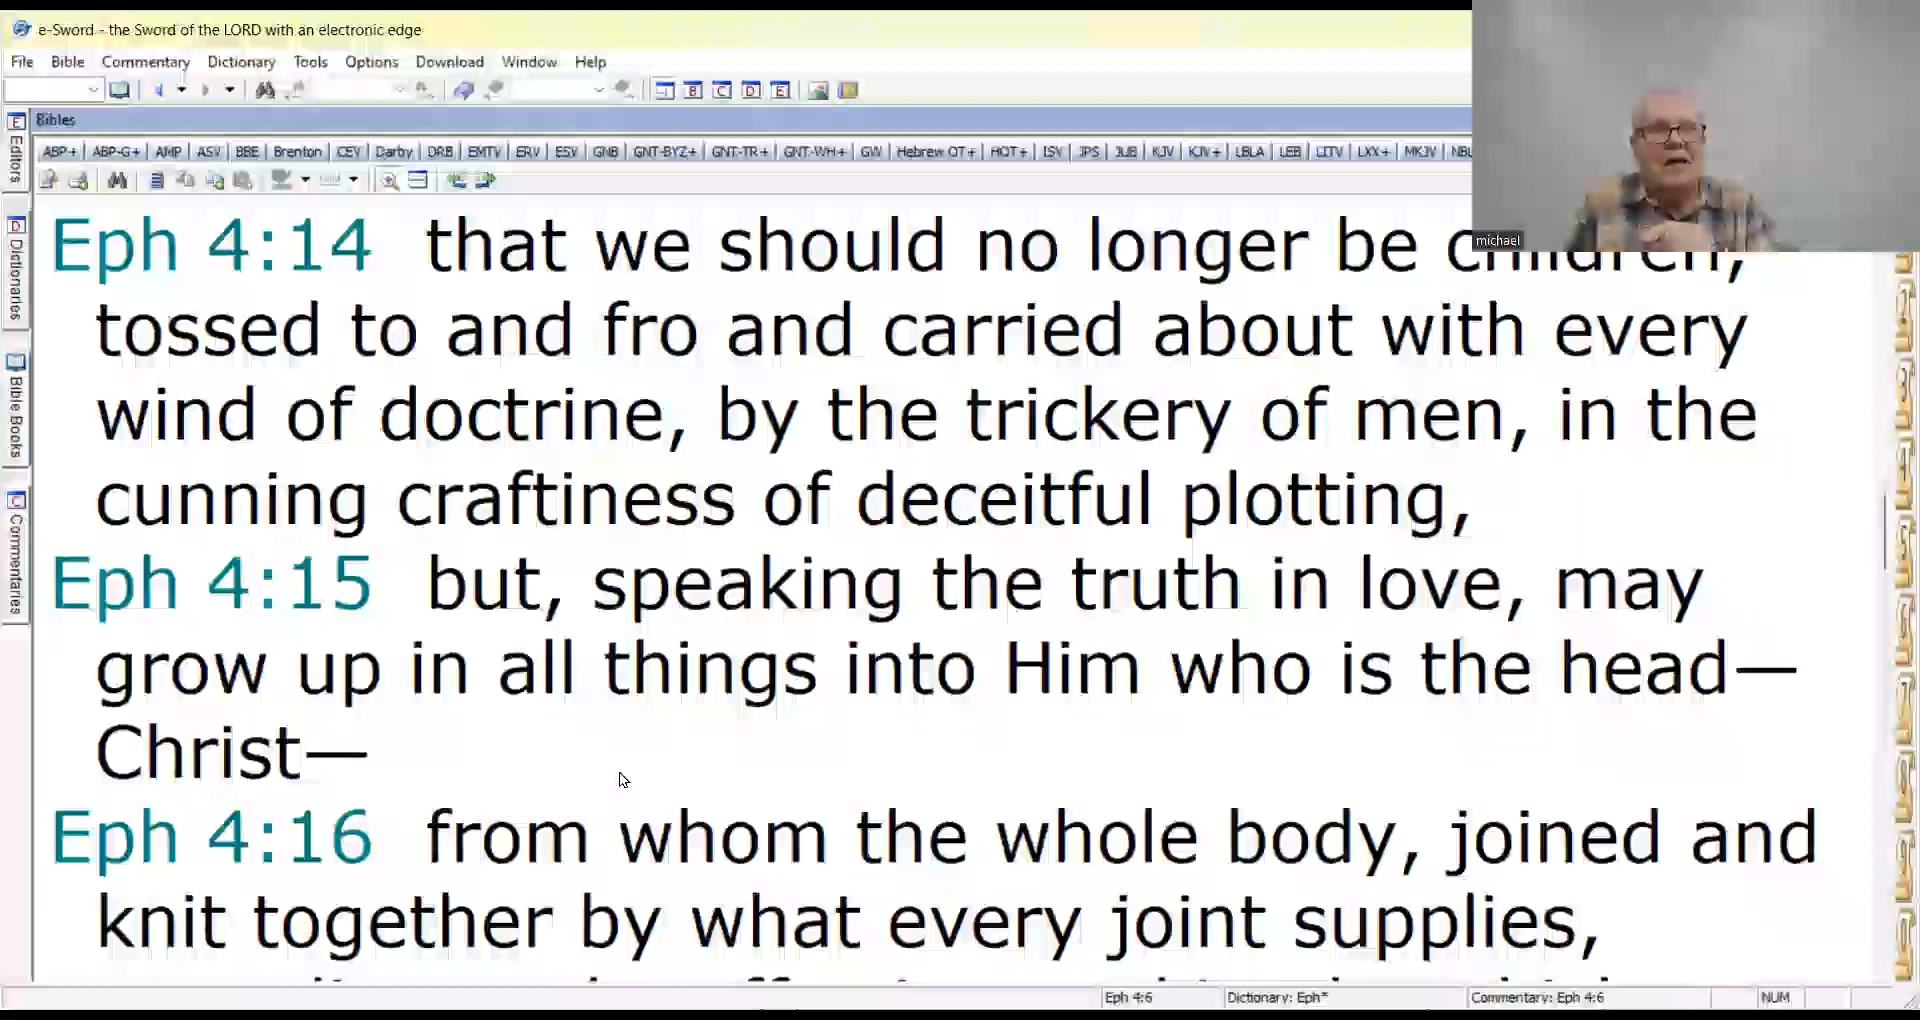 e-Sword - the Sword of the LORD with an electronic edge
File Bible Commentary Dictionary Tools Options Download Window Help
B C D E
Bibles
ABP+ ABP-G+ AMP ASV BBE Brenton CEV Darby DRB EMTV ERV ESV GNB GNT-BYZ+ GNT-TR+ GNT-WH+ GW Hebrew OT+ HOT+ ISV JPS JUB KJV KJV+ LBLA LEB LITV LXX+ MKJV
E Editors
D Dictionaries
Bible Books
C Commentaries
michael
Eph 4:14 that we should no longer be children,
tossed to and fro and carried about with every
wind of doctrine, by the trickery of men, in the
cunning craftiness of deceitful plotting,
Eph 4:15 but, speaking the truth in love, may
grow up in all things into Him who is the head—
Christ—
Eph 4:16 from whom the whole body, joined and
knit together by what every joint supplies,
Eph 4:6 Dictionary: Eph* Commentary: Eph 4:6 NUM